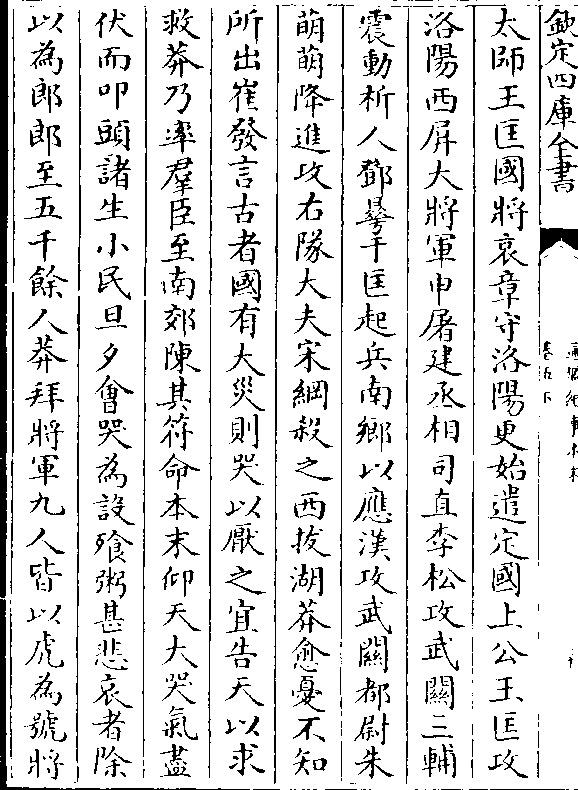 欽定四庫全書
卷五下
太師王匡國將哀章守洛陽更始遣定國上公王匡攻
洛陽西屏大將軍申屠建丞相司直李松攻武關三輔
震動析人鄧曅于匡起兵南鄉以應漢攻武關都尉朱
萌萌降進攻右隊大夫宋綱殺之西拔湖莽愈憂不知
所出崔發言古者國有大災則哭以厭之宜告天以求
救莽乃率羣臣至南郊陳其符命本末仰天大哭氣盡
伏而叩頭諸生小民旦夕會哭為設飱粥甚悲哀者除
以為郎郎至五千餘人莽拜將軍九人皆以虎為號將